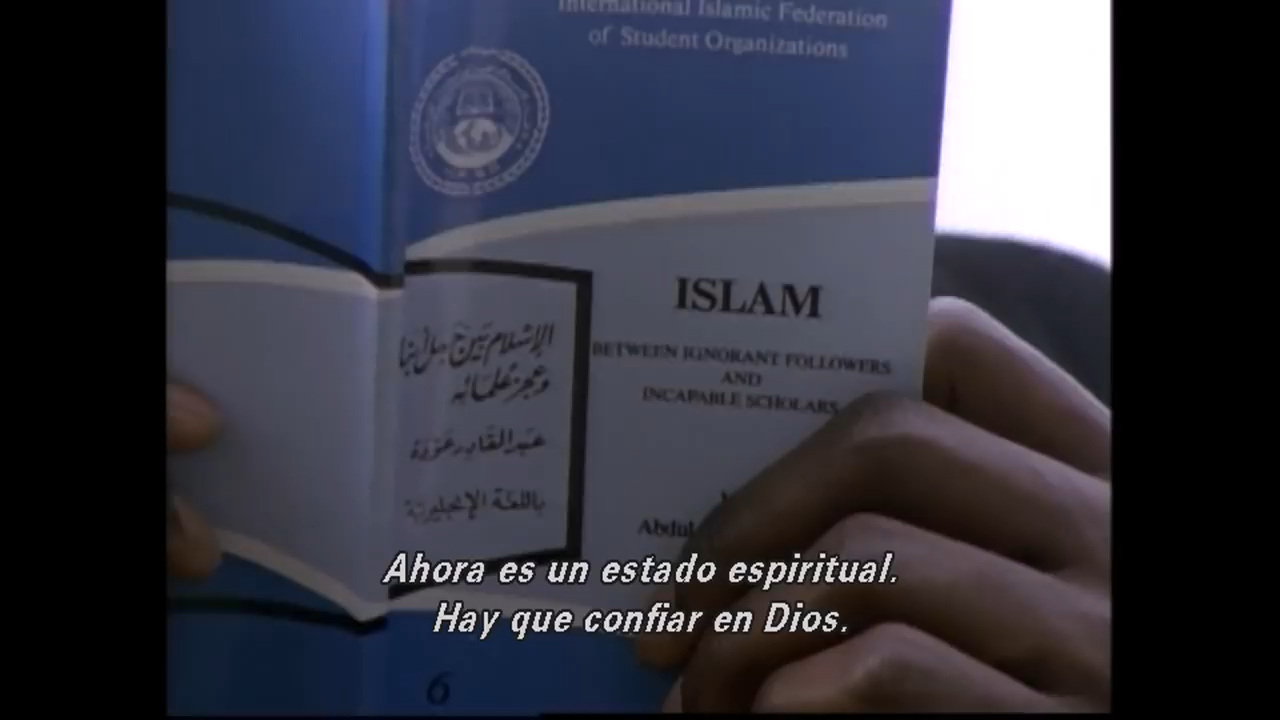 International Islamic Federation
of Student Organizations
ISLAM
BETWEEN IGNORANT FOLLOWERS
AND
INCAPABLE SCHOLARS
Abdul
الإسلام بين جهل
وعجز علمائه
عبد القادر عودة
باللغة الإنجليزية
6
Ahora es un estado espiritual.
Hay que confiar en Dios.